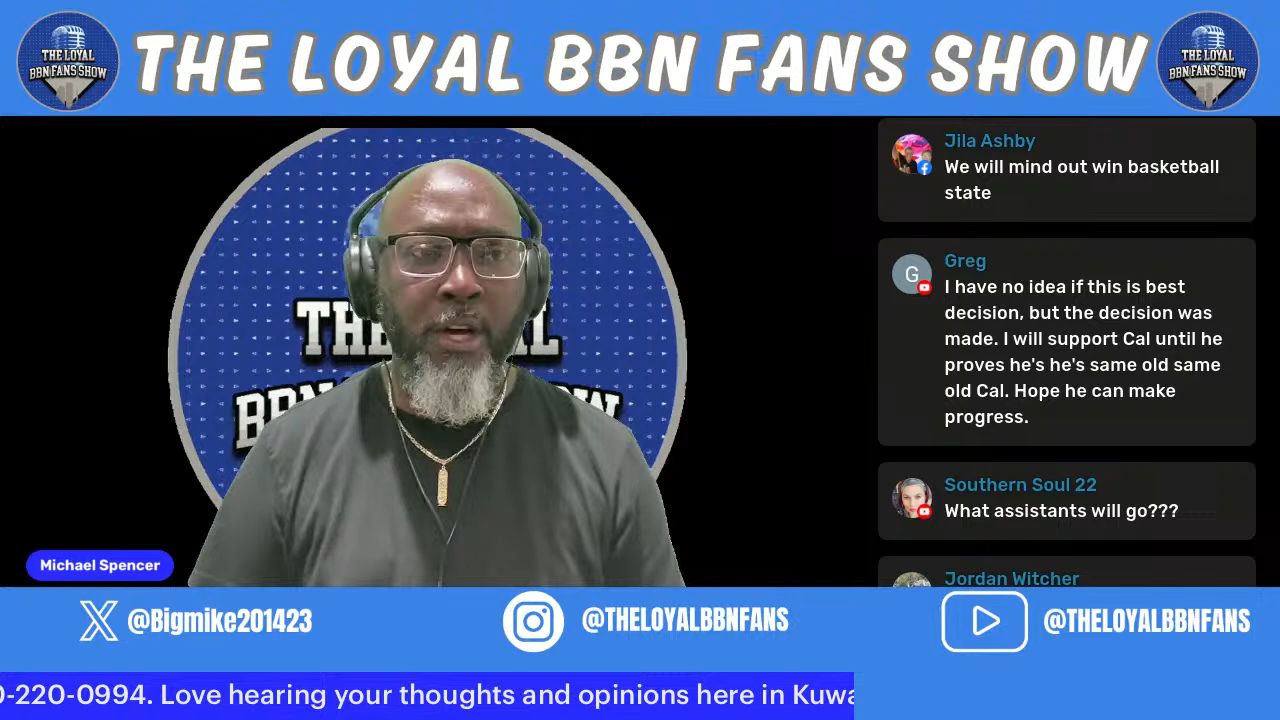 THE LOYAL
BBN FANS SHOW
THE LOYAL BBN FANS SHOW
THE LOYAL
BBN FANS SHOW
Jila Ashby
We will mind out win basketball
state
G
Greg
I have no idea if this is best
decision, but the decision was
made. I will support Cal until he
proves he's he's same old same
old Cal. Hope he can make
progress.
Southern Soul 22
What assistants will go???
Jordan Witcher
Michael Spencer
@Bigmike201423
@THELOYALBBNFANS
@THELOYALBBNFANS
-220-0994. Love hearing your thoughts and opinions here in